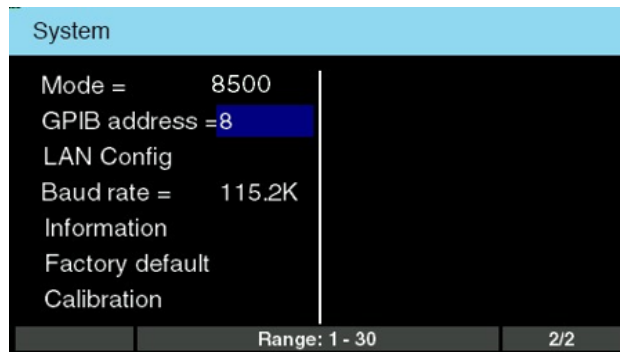 System
Mode = 8500
GPIB address =8
LAN Config
Baud rate = 115.2K
Information
Factory default
Calibration
Range: 1 - 30 2/2